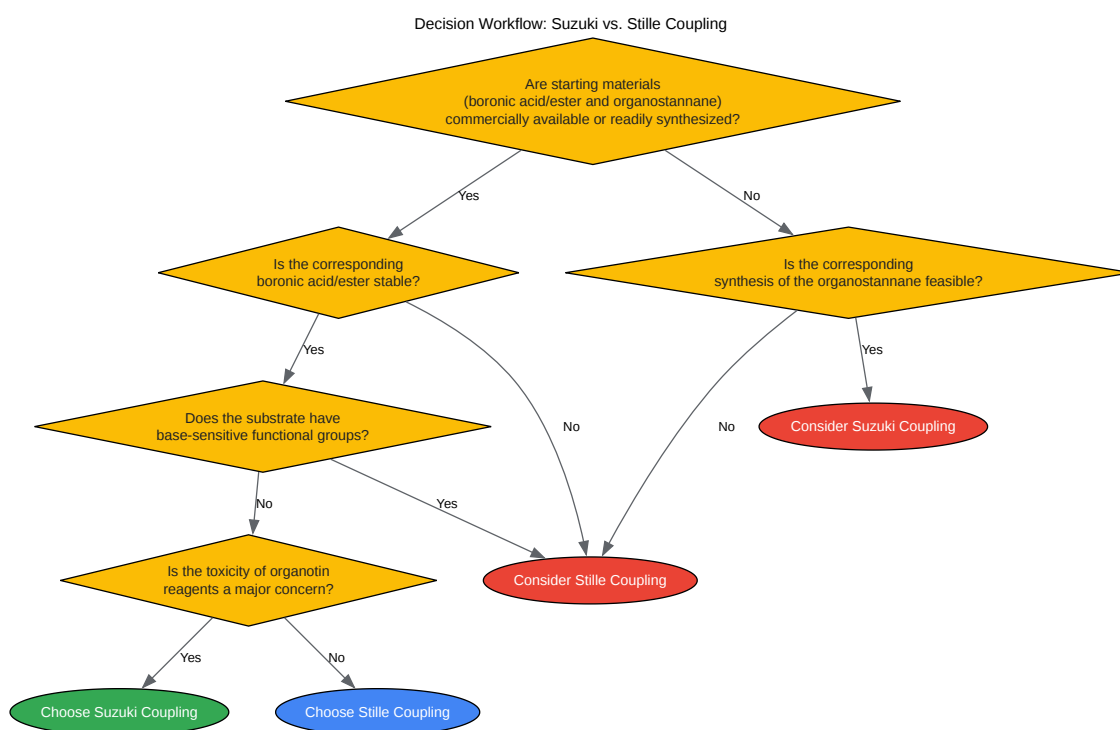 Decision Workflow: Suzuki vs. Stille Coupling
Are starting materials
(boronic acid/ester and organostannane)
commercially available or readily synthesized?
Yes
No
Is the corresponding
boronic acid/ester stable?
Is the corresponding
synthesis of the organostannane feasible?
Yes
Yes
Does the substrate have
base-sensitive functional groups?
No
No
Consider Suzuki Coupling
No
Yes
Is the toxicity of organotin
reagents a major concern?
Consider Stille Coupling
Yes
No
Choose Suzuki Coupling
Choose Stille Coupling